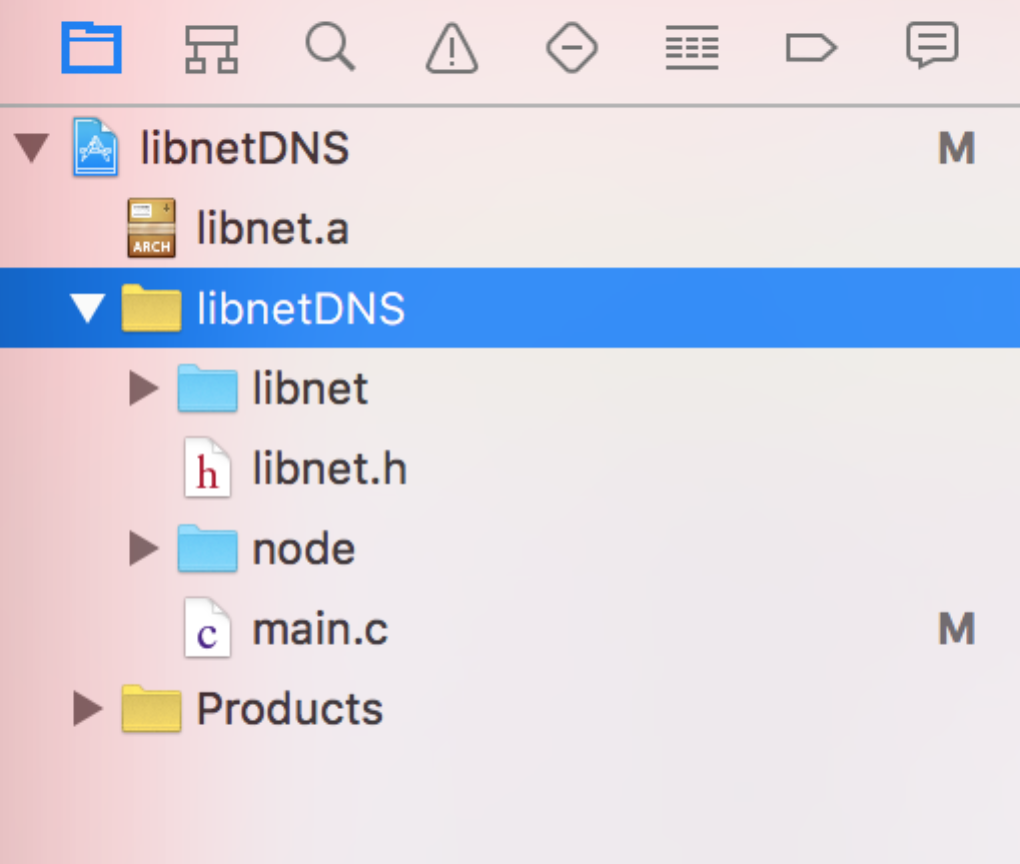 libnetDNS M
ARCH libnet.a
libnetDNS
libnet
h libnet.h
node
c main.c M
Products